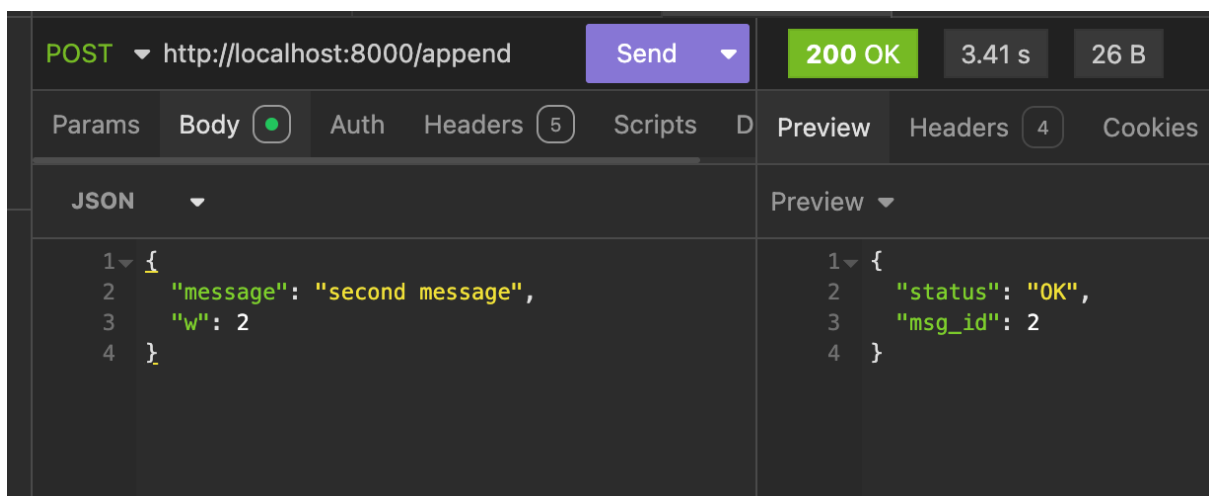 POST http://localhost:8000/append Send
200 OK 3.41 s 26 B
Params Body Auth Headers 5 Scripts D
Preview Headers 4 Cookies
JSON
Preview
1 {
2 "message": "second message",
3 "w": 2
4 }
1 {
2 "status": "OK",
3 "msg_id": 2
4 }